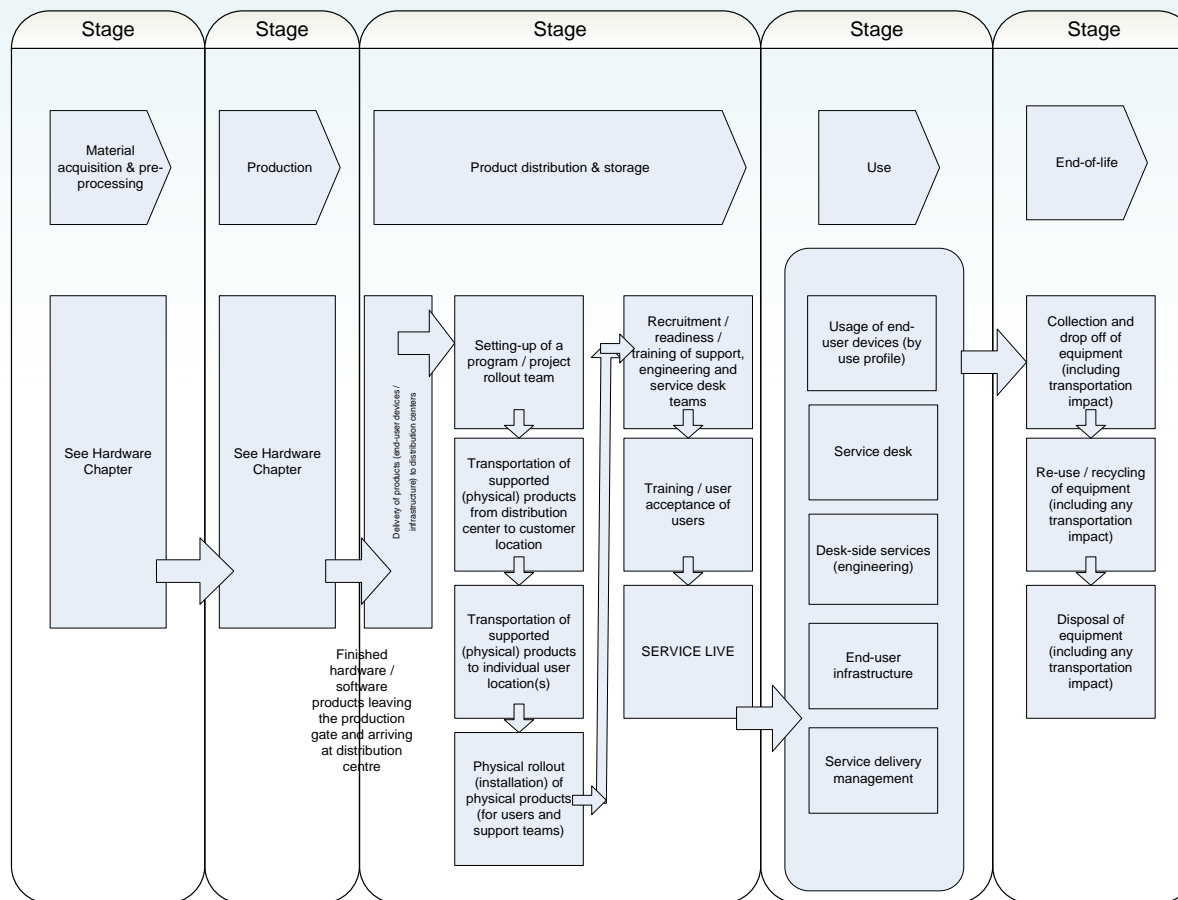 Stage
Stage
Stage
Stage
Stage
Material
acquisition & pre-
processing
Production
Product distribution & storage
Use
End-of-life
See Hardware
Chapter
See Hardware
Chapter
Delivery of products (end-user devices /
infrastructure) to distribution centers
Finished
hardware /
software
products leaving
the production
gate and arriving
at distribution
centre
Setting-up of a
program / project
rollout team
Transportation of
supported
(physical) products
from distribution
center to customer
location
Transportation of
supported
(physical) products
to individual user
location(s)
Physical rollout
(installation) of
physical products
(for users and
support teams)
Recruitment /
readiness /
training of support,
engineering and
service desk
teams
Training / user
acceptance of
users
SERVICE LIVE
Usage of end-
user devices (by
use profile)
Service desk
Desk-side services
(engineering)
End-user
infrastructure
Service delivery
management
Collection and
drop off of
equipment
(including
transportation
impact)
Re-use / recycling
of equipment
(including any
transportation
impact)
Disposal of
equipment
(including any
transportation
impact)